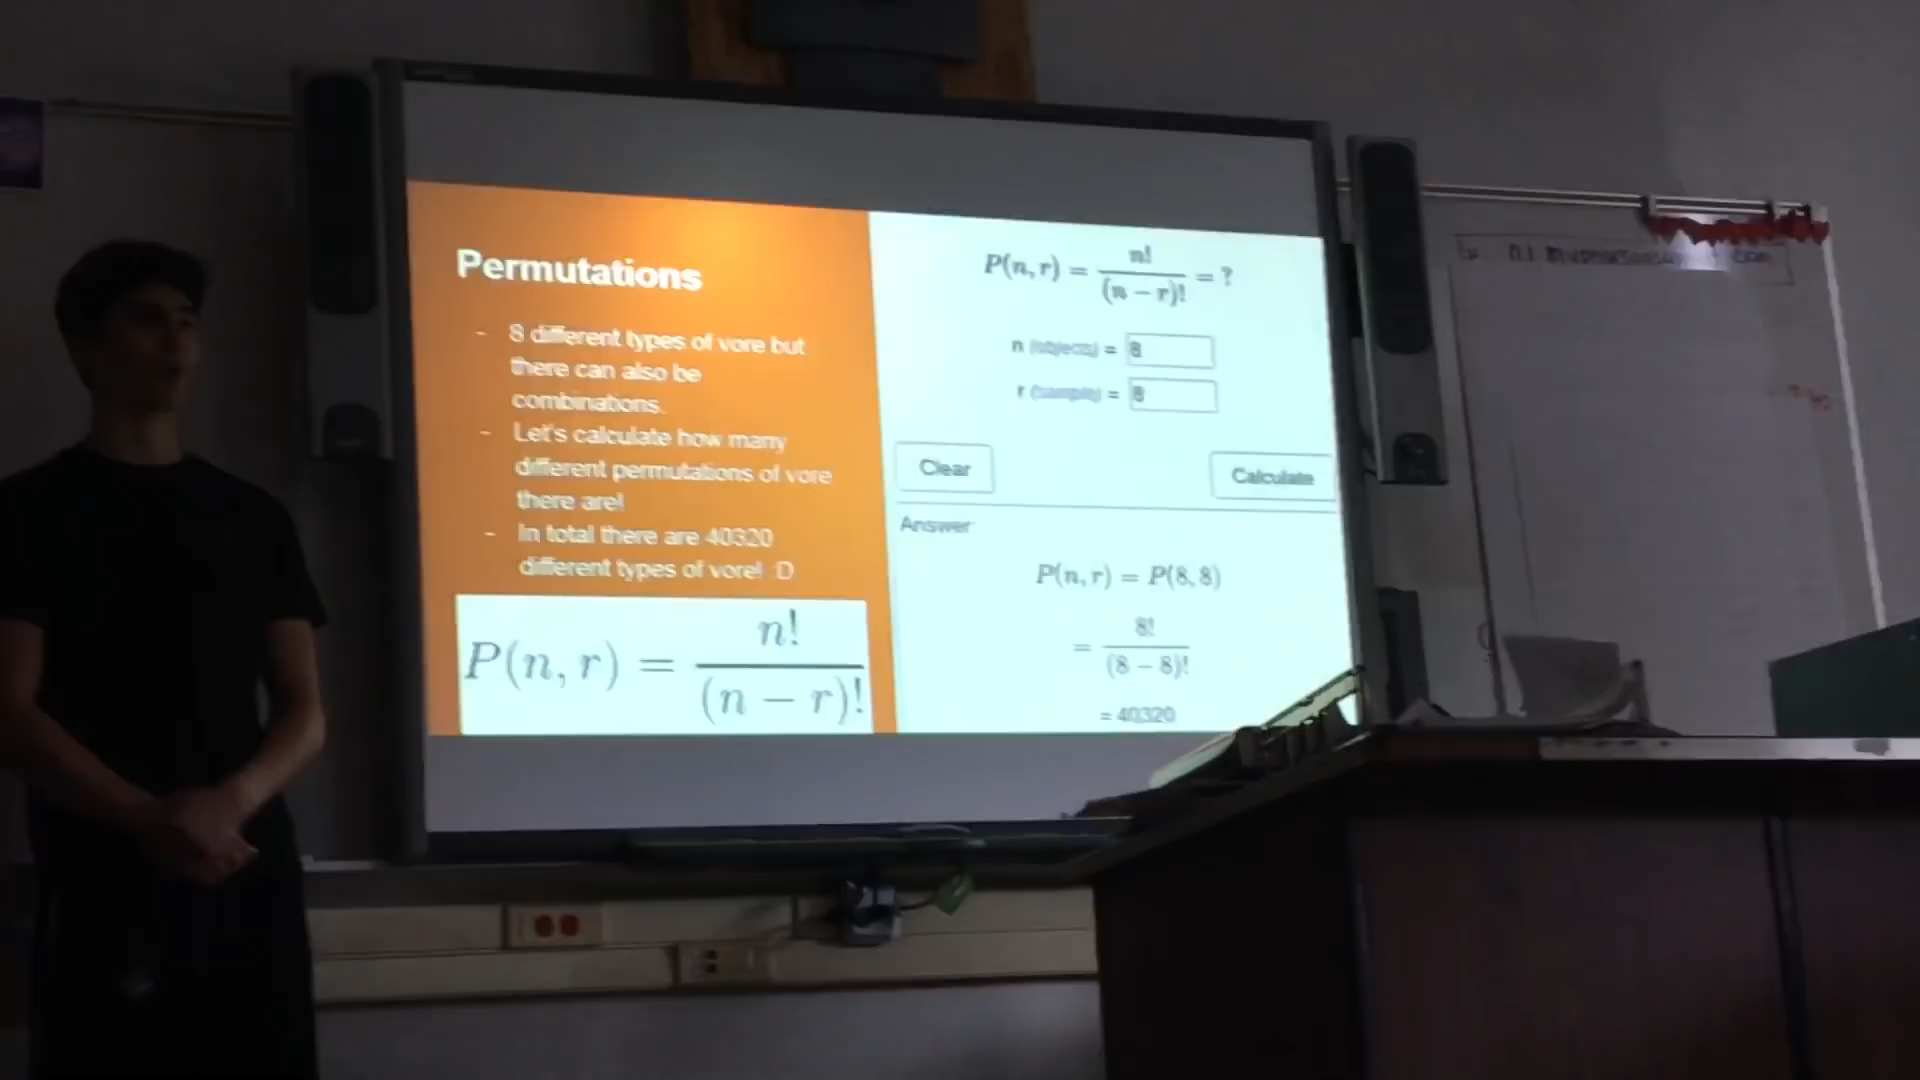 Permutations
- 8 different types of vore but
there can also be
combinations.
- Let's calculate how many
different permutations of vore
there are!
- In total there are 40320
different types of vore! :D
P(n, r) = n! / (n − r)!
P(n, r) = n! / (n − r)! = ?
n (objects) = 8
r (sample) = 8
Clear
Calculate
Answer:
P(n, r) = P(8, 8)
= 8! / (8 − 8)!
= 40320